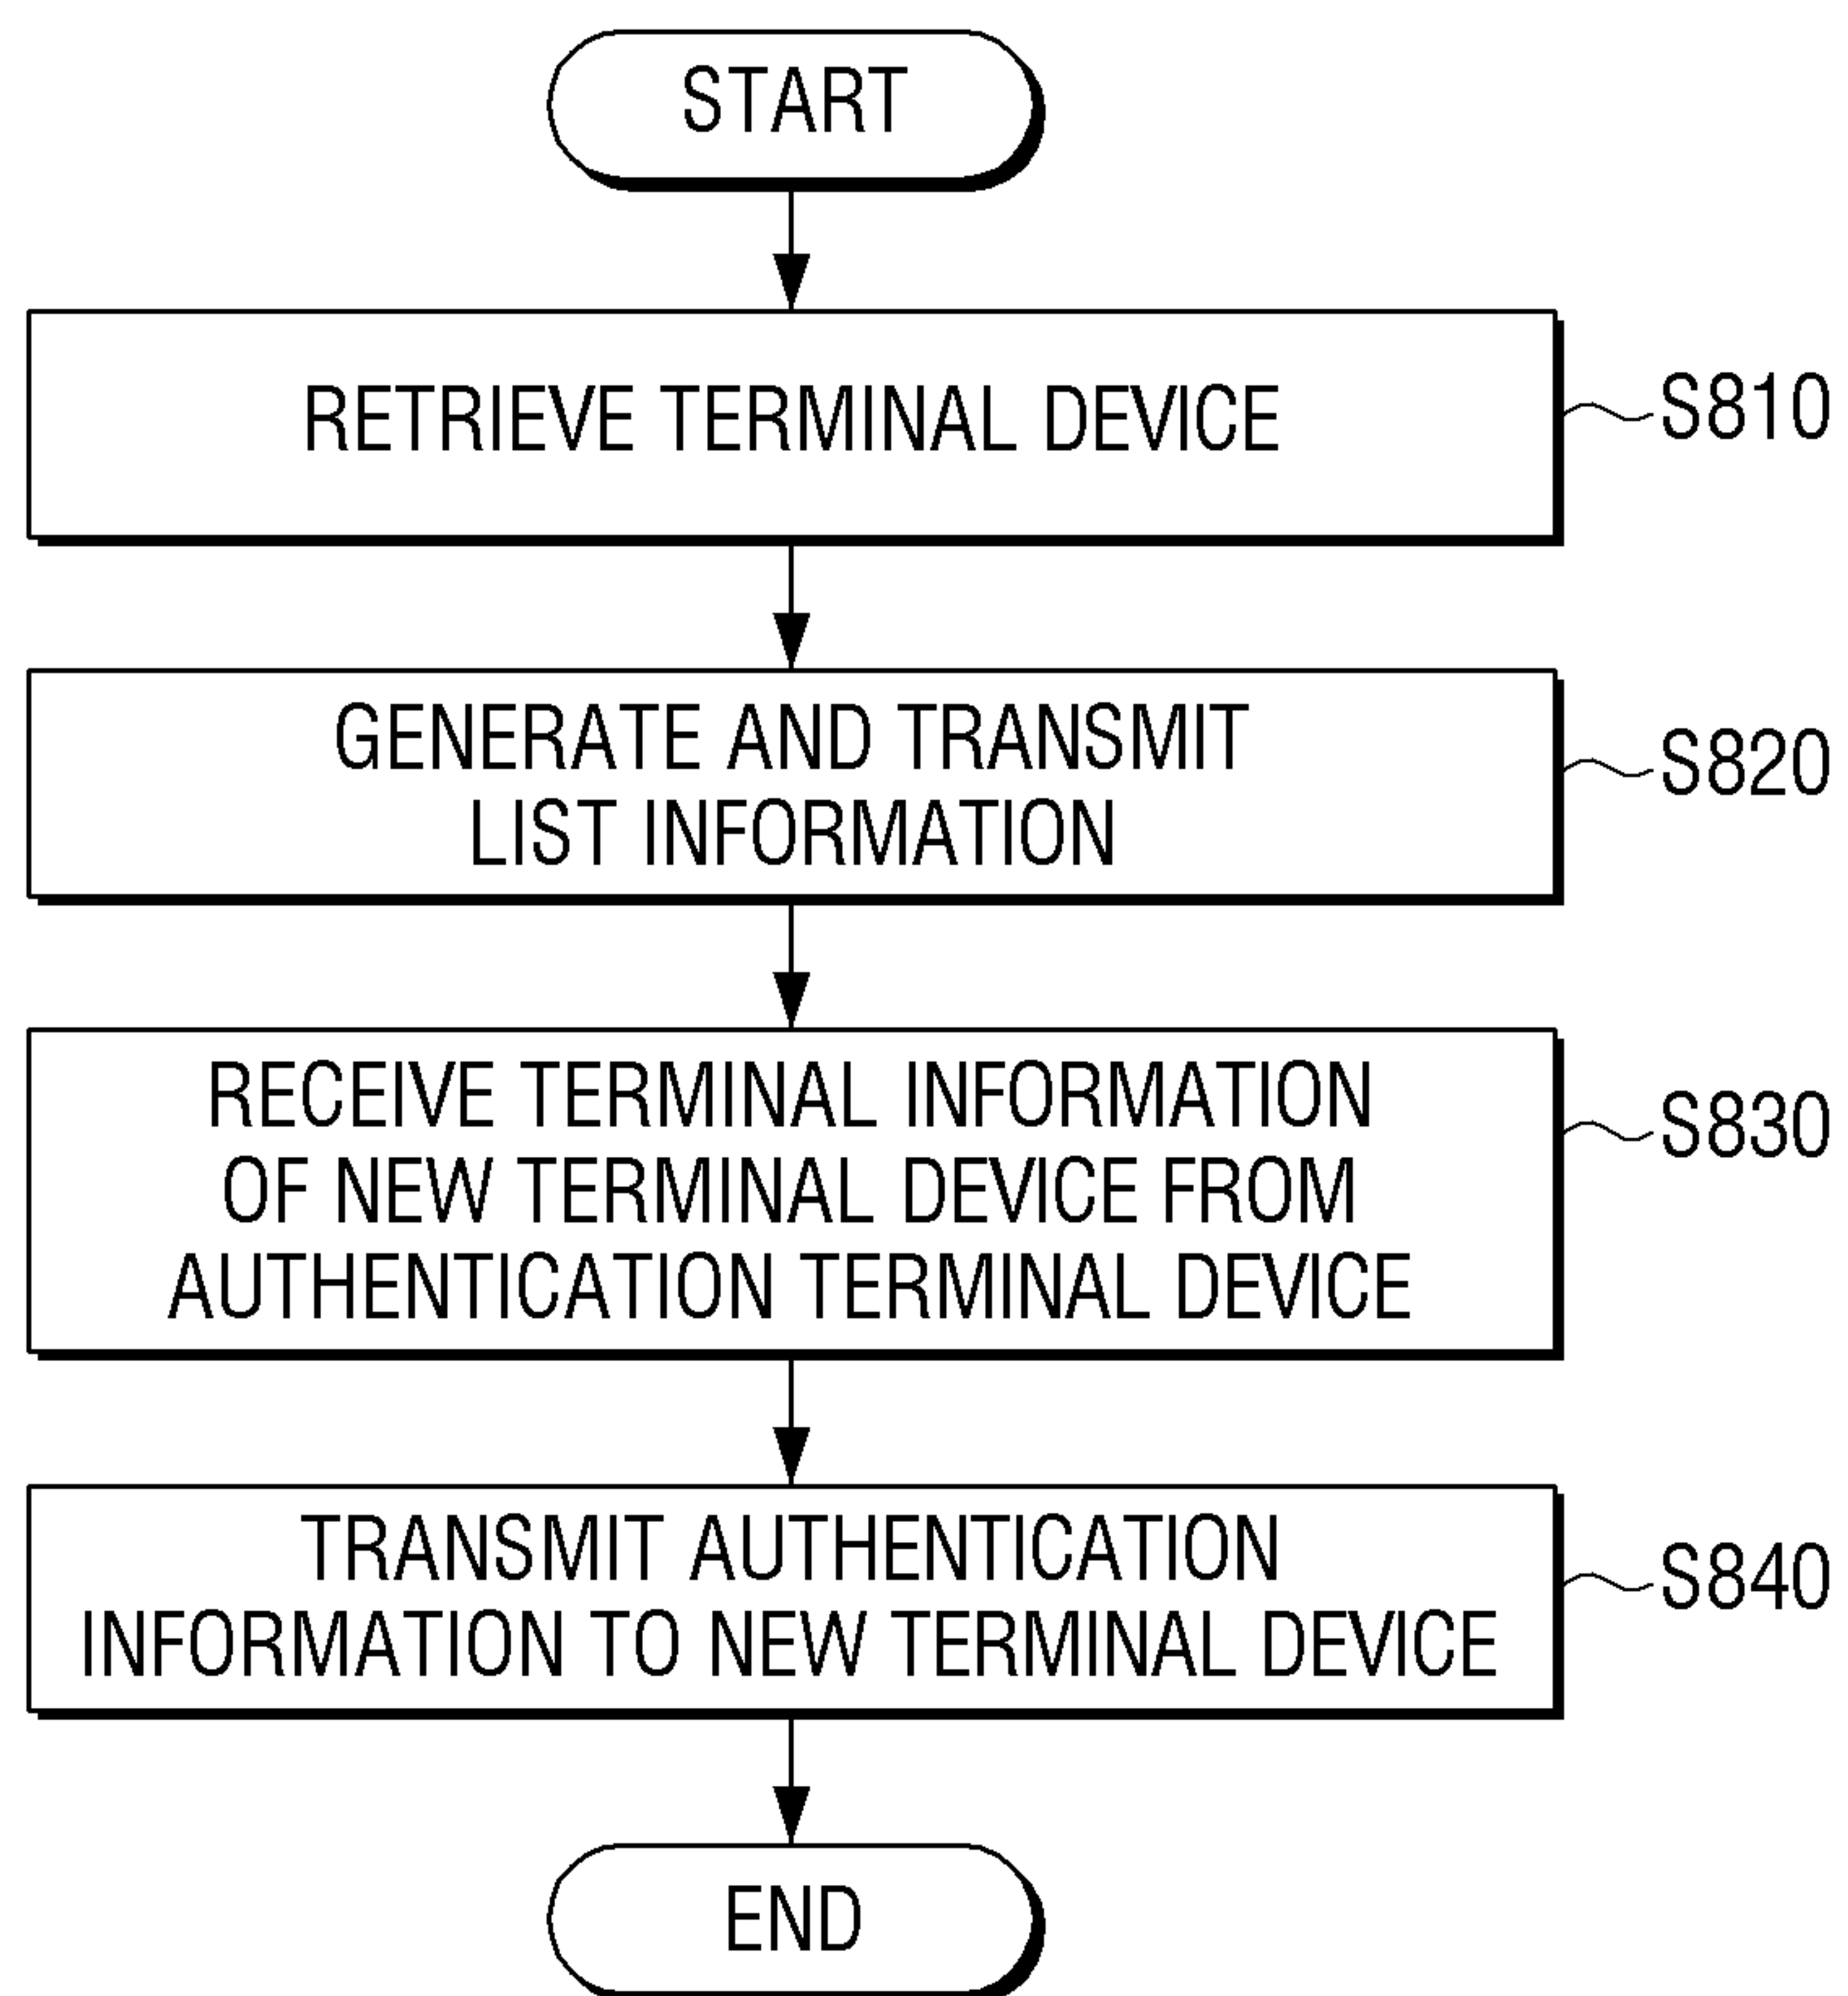 START
RETRIEVE TERMINAL DEVICE
S810
GENERATE AND TRANSMIT
LIST INFORMATION
S820
RECEIVE TERMINAL INFORMATION
OF NEW TERMINAL DEVICE FROM
AUTHENTICATION TERMINAL DEVICE
S830
TRANSMIT AUTHENTICATION
INFORMATION TO NEW TERMINAL DEVICE
S840
END